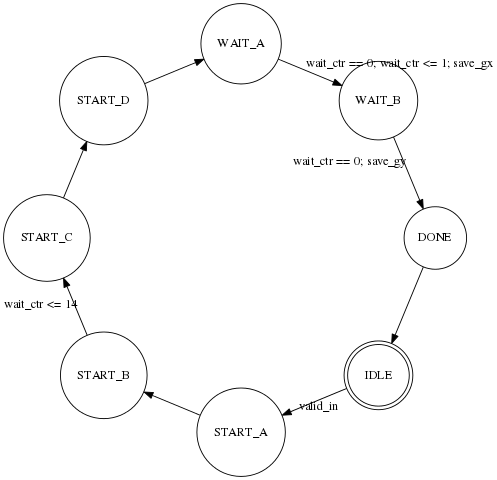 WAIT_A
wait_ctr == 0; wait_ctr <= 1; save_gx
START_D
WAIT_B
wait_ctr == 0; save_gy
START_C
DONE
wait_ctr <= 14
START_B
IDLE
valid_in
START_A